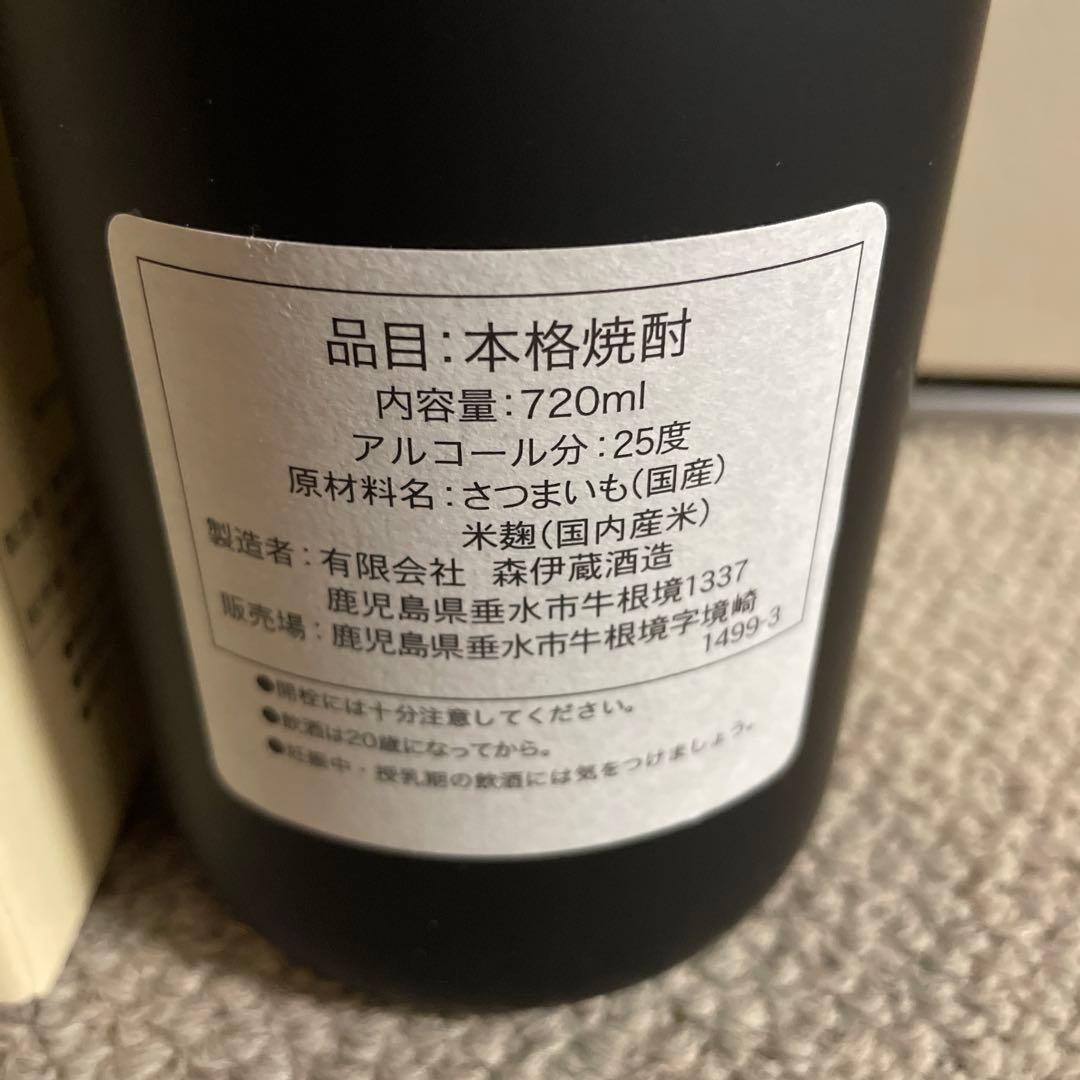 品目：本格焼酎
内容量：720ml
アルコール分：25度
原材料名：さつまいも（国産）
米麹（国内産米）
製造者：有限会社 森伊蔵酒造
鹿児島県垂水市牛根境1337
販売場：鹿児島県垂水市牛根境字境崎
1499-3
●開栓には十分注意してください。
●飲酒は20歳になってから。
●妊娠中・授乳期の飲酒には気をつけましょう。